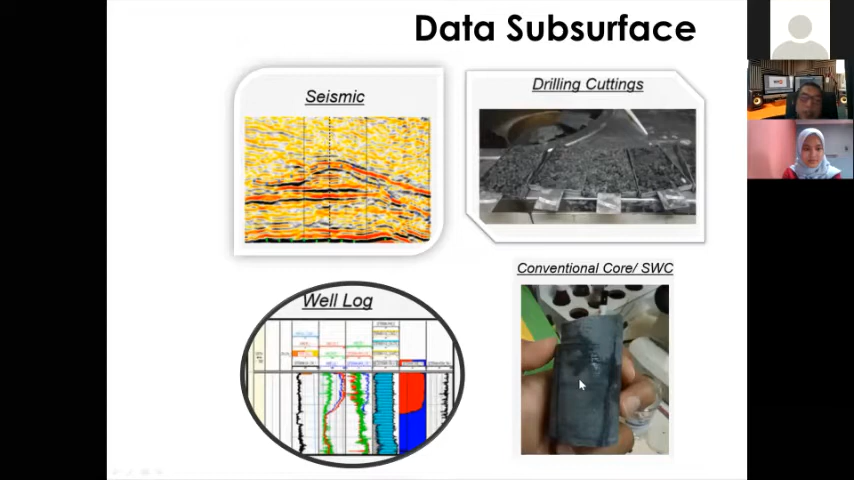 Data Subsurface
Seismic
Drilling Cuttings
Well Log
Conventional Core/ SWC